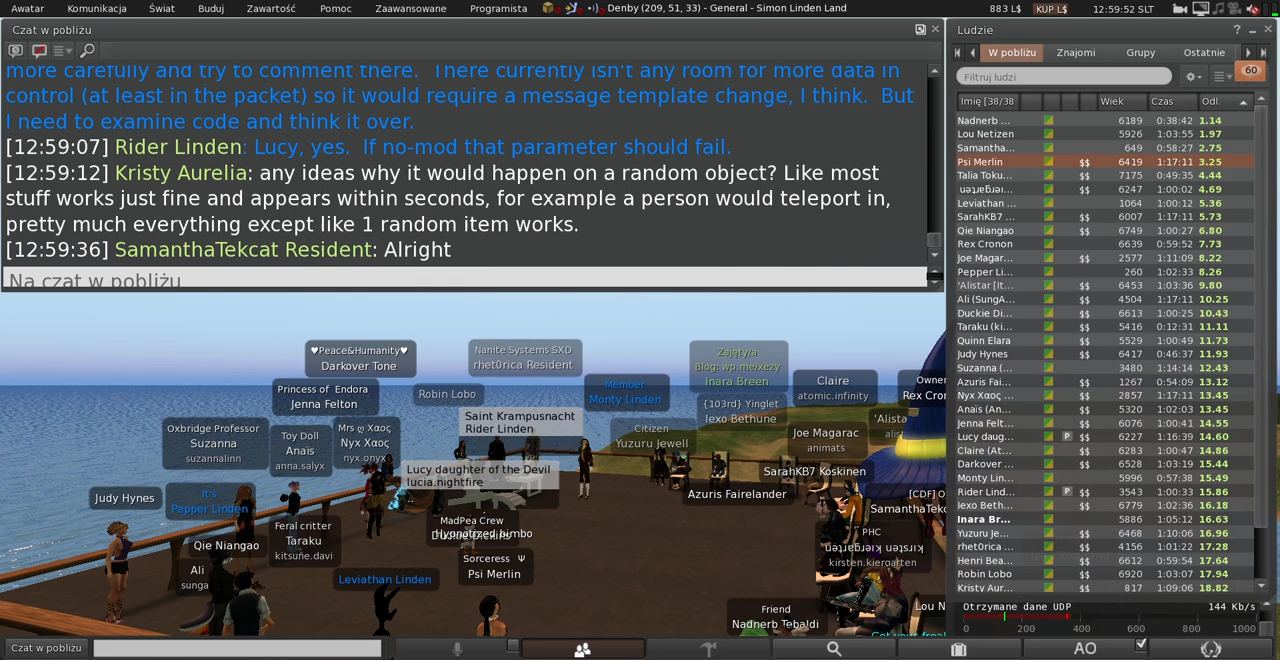 Awatar Komunikacja Świat Buduj Zawartość Pomoc Zaawansowane Programista Denby (209, 51, 33) - General - Simon Linden Land 883 L$ KUP L$ 12:59:52 SLT
Czat w pobliżu
more carefully and try to comment there. There currently isn't any room for more data in
control (at least in the packet) so it would require a message template change, I think. But
I need to examine code and think it over.
[12:59:07] Rider Linden: Lucy, yes. If no-mod that parameter should fail.
[12:59:12] Kristy Aurelia: any ideas why it would happen on a random object? Like most
stuff works just fine and appears within seconds, for example a person would teleport in,
pretty much everything except like 1 random item works.
[12:59:36] SamanthaTekcat Resident: Alright
Na czat w pobliżu
♥Peace&Humanity♥
Darkover Tone
Nanite Systems SXD
rhet0rica Resident
Zajęty/a
Blog: wp.me/xezy
Inara Breen
Princess of Endora
Jenna Felton
Robin Lobo
Member
Monty Linden
Claire
atomic.infinity
Owner
Rex Cron
Saint Krampusnacht
Rider Linden
{103rd} Yinglet
Iexo Bethune
Oxbridge Professor
Suzanna
suzannalinn
Toy Doll
Anaïs
anna.salyx
Mrs ღ Χαος
Nyx Χαος
nyx.onyx
Citizen
Yuzuru Jewell
Joe Magarac
animats
'Alista
alist
Lucy daughter of the Devil
lucia.nightfire
SarahKB7 Koskinen
Judy Hynes
It's
Pepper Linden
Azuris Fairelander
[CDF] O
SamanthaTekc
Feral critter
Taraku
kitsune.davi
MadPea Crew
Hypnotized bimbo
Qie Niangao
Sorceress Ψ
Psi Merlin
PHC
kirsten.kiergarten
Ali
sunga
Leviathan Linden
Friend
Nadnerb Tebaldi
Lou N
Ludzie
W pobliżu Znajomi Grupy Ostatnie
Filtruj ludzi
60
Imię [38/38 Wiek Czas Odl.
Nadnerb ... 6189 0:38:42 1.14
Lou Netizen 5926 1:03:55 1.97
Samantha... 649 0:58:27 2.75
Psi Merlin $$ 6419 1:17:11 3.25
Talia Toku... $$ 7175 0:49:35 4.44
$$ 6247 1:00:02 4.69
Leviathan ... 1064 1:00:12 5.36
SarahKB7 ... $$ 6007 1:17:11 5.73
Qie Niangao $$ 6749 1:00:27 6.80
Rex Cronon 6639 0:59:52 7.73
Joe Magar... $$ 2577 1:11:09 8.22
Pepper Li... 260 1:02:33 8.26
'Alistar [It... $$ 6453 1:03:36 9.80
Ali (SungA... $$ 4504 1:17:11 10.25
Duckie Di... $$ 6613 1:00:25 10.43
Taraku (ki... $$ 5416 0:12:31 11.11
Quinn Elara $$ 5529 1:00:49 11.73
Judy Hynes $$ 6417 0:46:37 11.93
Suzanna (... 3480 1:14:14 12.43
Azuris Fai... $$ 1267 0:54:09 13.12
Nyx Χαος ... $$ 2857 1:17:11 13.45
Anaïs (An... $$ 5320 1:02:03 13.45
Jenna Felt... $$ 6076 1:00:41 14.55
Lucy daug... P $$ 6227 1:16:39 14.60
Claire (At... $$ 6283 1:00:47 14.86
Darkover ... $$ 6528 1:03:19 15.44
Monty Lin... 5996 0:57:38 15.49
Rider Lind... P $$ 3543 1:00:33 15.86
Iexo Beth... $$ 6779 1:02:36 16.18
Inara Br... 5886 1:05:12 16.63
Yuzuru Je... $$ 6468 1:10:06 16.96
rhet0rica ... $$ 4156 1:01:22 17.28
Henri Bea... $$ 6612 0:59:54 17.64
Robin Lobo $$ 6920 1:03:07 17.94
Kristy Aur... $$ 817 1:09:06 18.82
Otrzymane dane UDP 144 Kb/s
0 200 400 600 800 1000
Czat w pobliżu AO